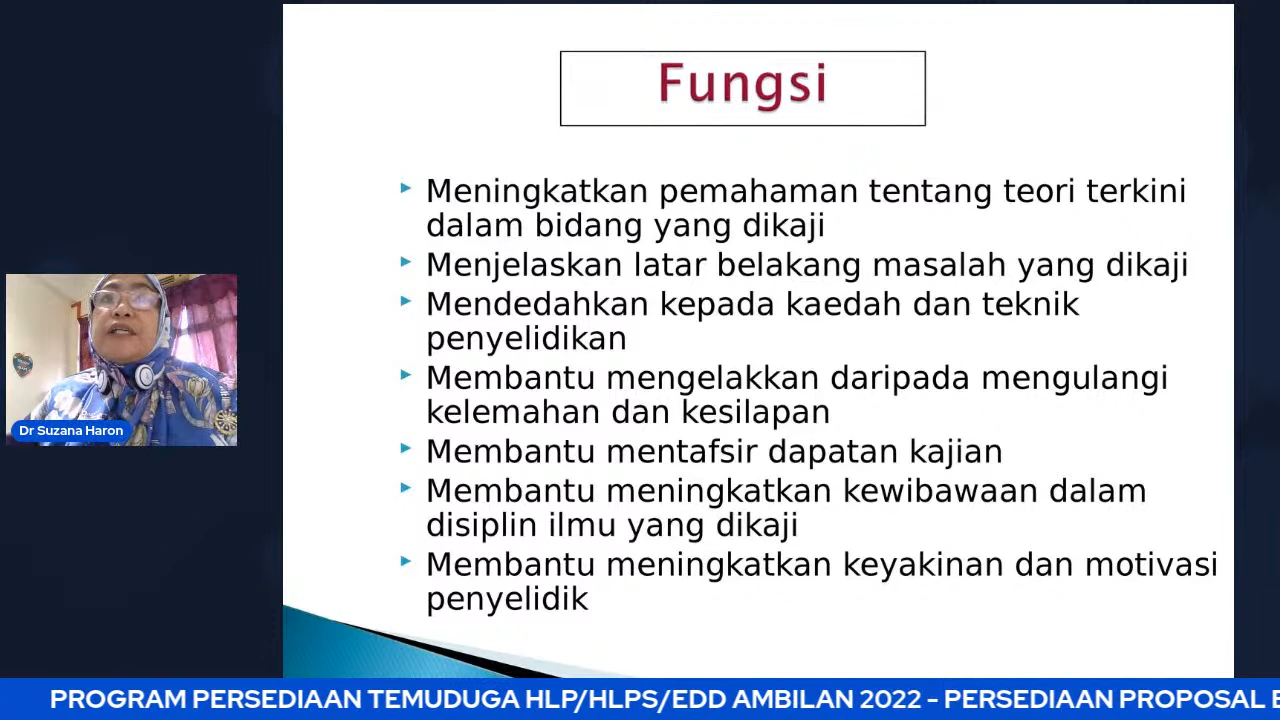 Fungsi
Meningkatkan pemahaman tentang teori terkini
dalam bidang yang dikaji
Menjelaskan latar belakang masalah yang dikaji
Mendedahkan kepada kaedah dan teknik
penyelidikan
Membantu mengelakkan daripada mengulangi
kelemahan dan kesilapan
Membantu mentafsir dapatan kajian
Membantu meningkatkan kewibawaan dalam
disiplin ilmu yang dikaji
Membantu meningkatkan keyakinan dan motivasi
penyelidik
Dr Suzana Haron
PROGRAM PERSEDIAAN TEMUDUGA HLP/HLPS/EDD AMBILAN 2022 - PERSEDIAAN PROPOSAL